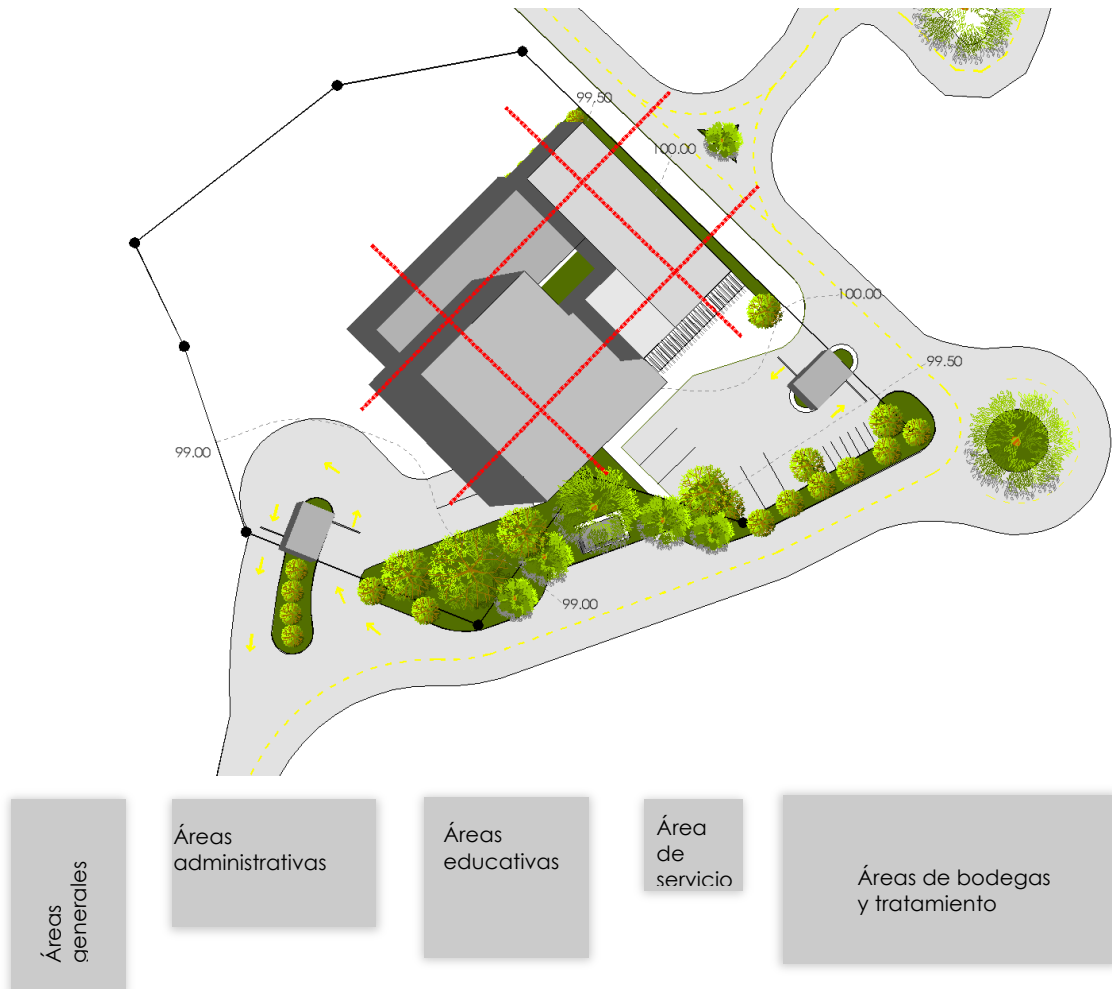 99.50
100.00
100.00
99.50
99.00
99.00
Áreas
generales
Áreas
administrativas
Áreas
educativas
Área
de
servicio
Áreas de bodegas
y tratamiento